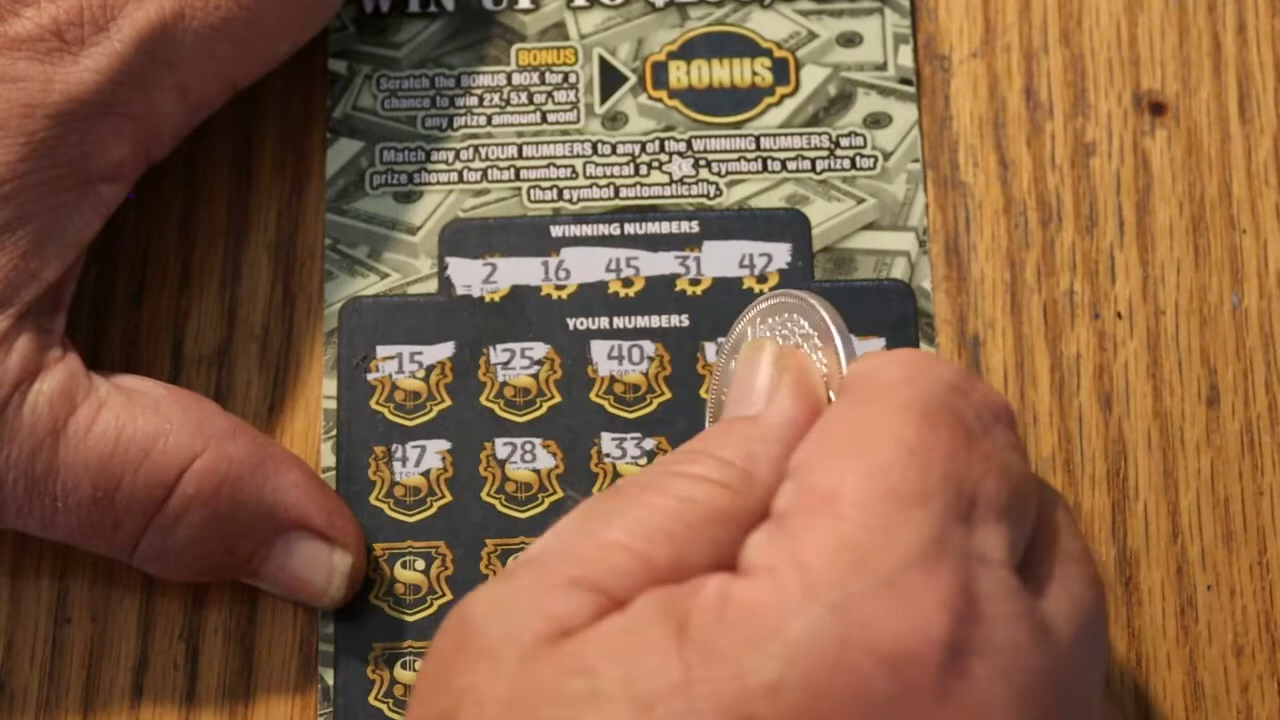 WIN UP TO
BONUS
Scratch the BONUS BOX for a
chance to win 2X, 5X or 10X
any prize amount won!
BONUS
Match any of YOUR NUMBERS to any of the WINNING NUMBERS, win
prize shown for that number. Reveal a " " symbol to win prize for
that symbol automatically.
WINNING NUMBERS
2 16 45 31 42
YOUR NUMBERS
15 25 40
47 28 33